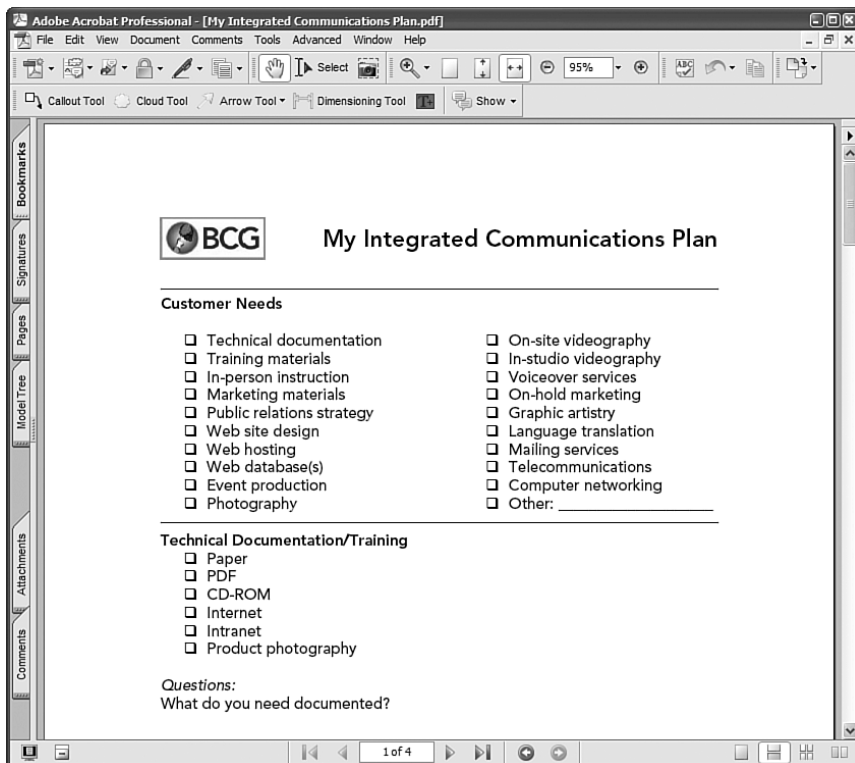 Adobe Acrobat Professional - [My Integrated Communications Plan.pdf]
File Edit View Document Comments Tools Advanced Window Help
Select 95%
Callout Tool Cloud Tool Arrow Tool Dimensioning Tool Show
Bookmarks
Signatures
Pages
Model Tree
Attachments
Comments
BCG My Integrated Communications Plan
Customer Needs
Technical documentation On-site videography
Training materials In-studio videography
In-person instruction Voiceover services
Marketing materials On-hold marketing
Public relations strategy Graphic artistry
Web site design Language translation
Web hosting Mailing services
Web database(s) Telecommunications
Event production Computer networking
Photography Other: ____________________
Technical Documentation/Training
Paper
PDF
CD-ROM
Internet
Intranet
Product photography
Questions:
What do you need documented?
1 of 4